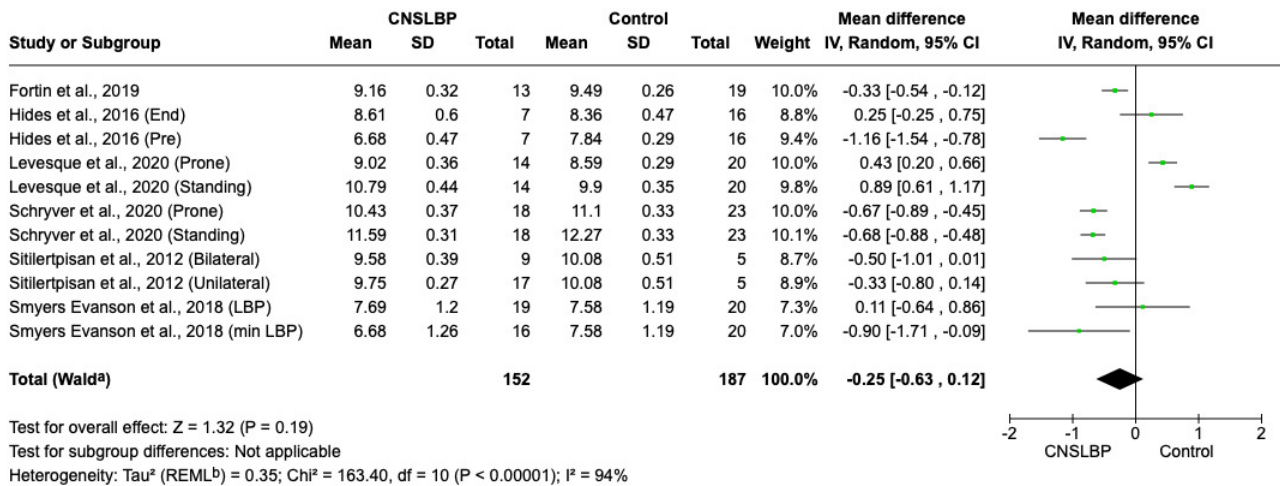 CNSLBP Control Mean difference Mean difference
Study or Subgroup Mean SD Total Mean SD Total Weight IV, Random, 95% CI IV, Random, 95% CI
Fortin et al., 2019 9.16 0.32 13 9.49 0.26 19 10.0% -0.33 [-0.54 , -0.12]
Hides et al., 2016 (End) 8.61 0.6 7 8.36 0.47 16 8.8% 0.25 [-0.25 , 0.75]
Hides et al., 2016 (Pre) 6.68 0.47 7 7.84 0.29 16 9.4% -1.16 [-1.54 , -0.78]
Levesque et al., 2020 (Prone) 9.02 0.36 14 8.59 0.29 20 10.0% 0.43 [0.20 , 0.66]
Levesque et al., 2020 (Standing) 10.79 0.44 14 9.9 0.35 20 9.8% 0.89 [0.61 , 1.17]
Schryver et al., 2020 (Prone) 10.43 0.37 18 11.1 0.33 23 10.0% -0.67 [-0.89 , -0.45]
Schryver et al., 2020 (Standing) 11.59 0.31 18 12.27 0.33 23 10.1% -0.68 [-0.88 , -0.48]
Sitilertpisan et al., 2012 (Bilateral) 9.58 0.39 9 10.08 0.51 5 8.8% -0.50 [-1.01 , 0.01]
Sitilertpisan et al., 2012 (Unilateral) 9.75 0.27 17 10.08 0.51 5 8.9% -0.33 [-0.80 , 0.14]
Smyers Evanson et al., 2018 (LBP) 7.69 1.2 19 7.58 1.19 20 7.3% 0.11 [-0.64 , 0.86]
Smyers Evanson et al., 2018 (min LBP) 6.68 1.26 16 7.58 1.19 20 7.0% -0.90 [-1.71 , -0.09]
Total (Waldᵃ) 152 187 100.0% -0.25 [-0.63 , 0.12]
Test for overall effect: Z = 1.32 (P = 0.19)
Test for subgroup differences: Not applicable
Heterogeneity: Tau² (REMLᵇ) = 0.35; Chi² = 163.40, df = 10 (P < 0.00001); I² = 94%
-2 -1 0 1 2
CNSLBP Control